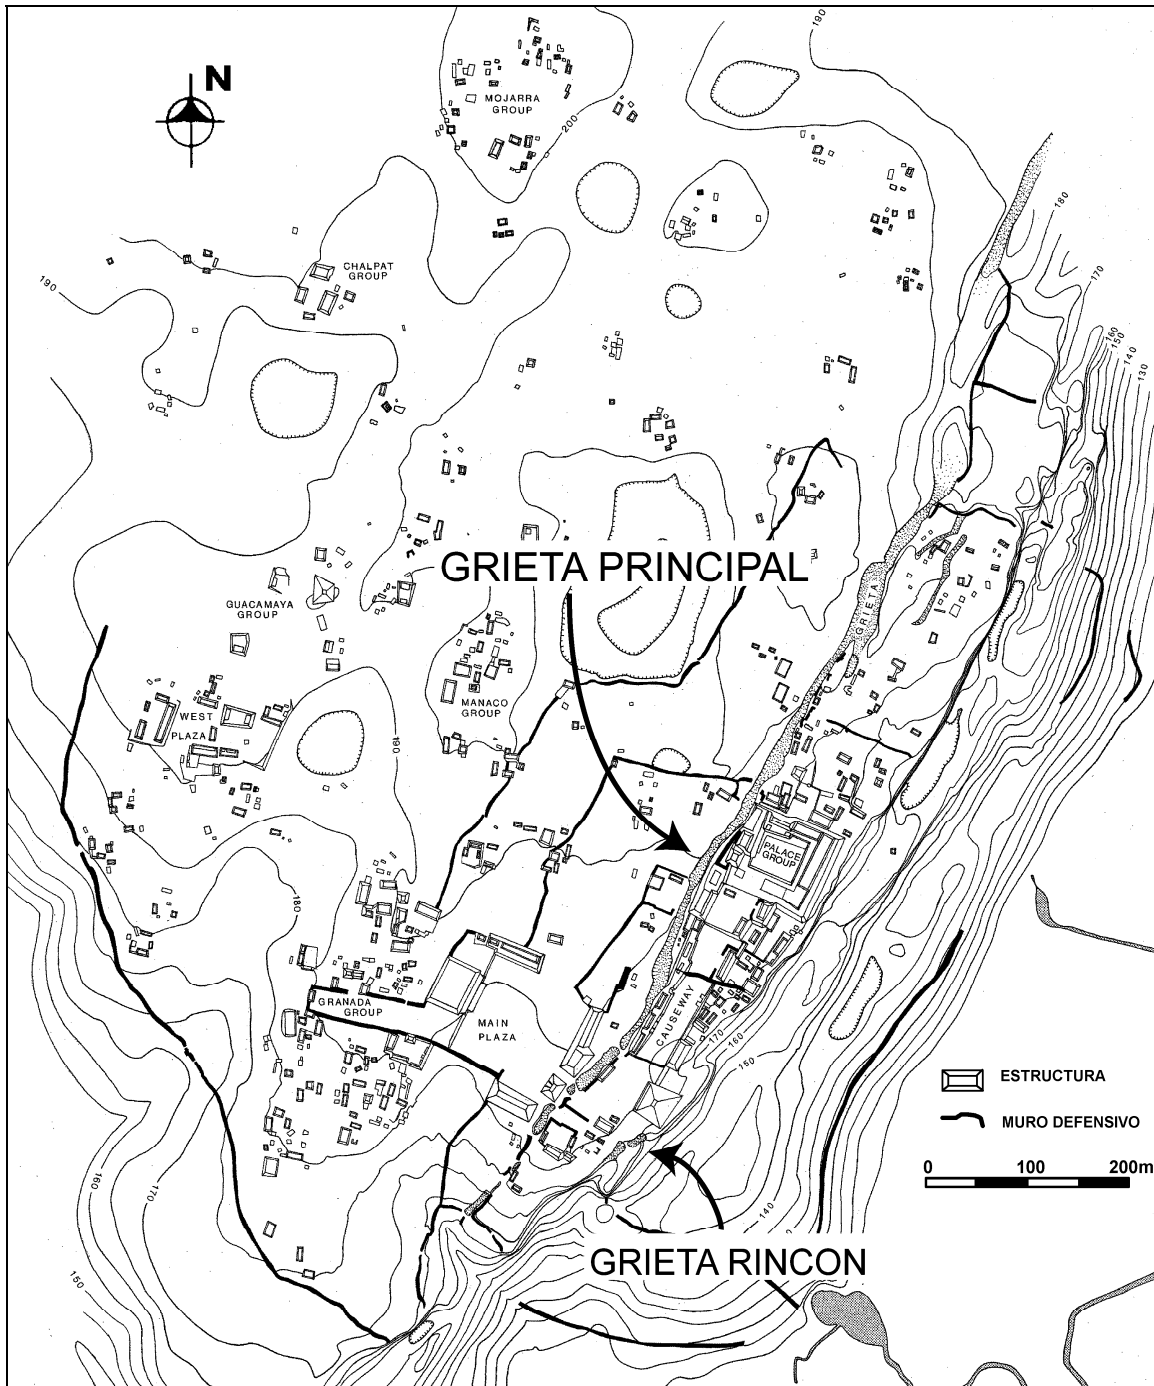 190
N
MOJARRA
GROUP
200
180
170
CHALPAT
GROUP
190
160
150
140
130
GRIETA PRINCIPAL
GRIETA
GUACAMAYA
GROUP
WEST
PLAZA
MANACO
GROUP
190
PALACE
GROUP
180
GRANADA
GROUP
MAIN
PLAZA
CAUSEWAY
170
160
150
ESTRUCTURA
MURO DEFENSIVO
0 100 200m
160
170
140
GRIETA RINCON
150